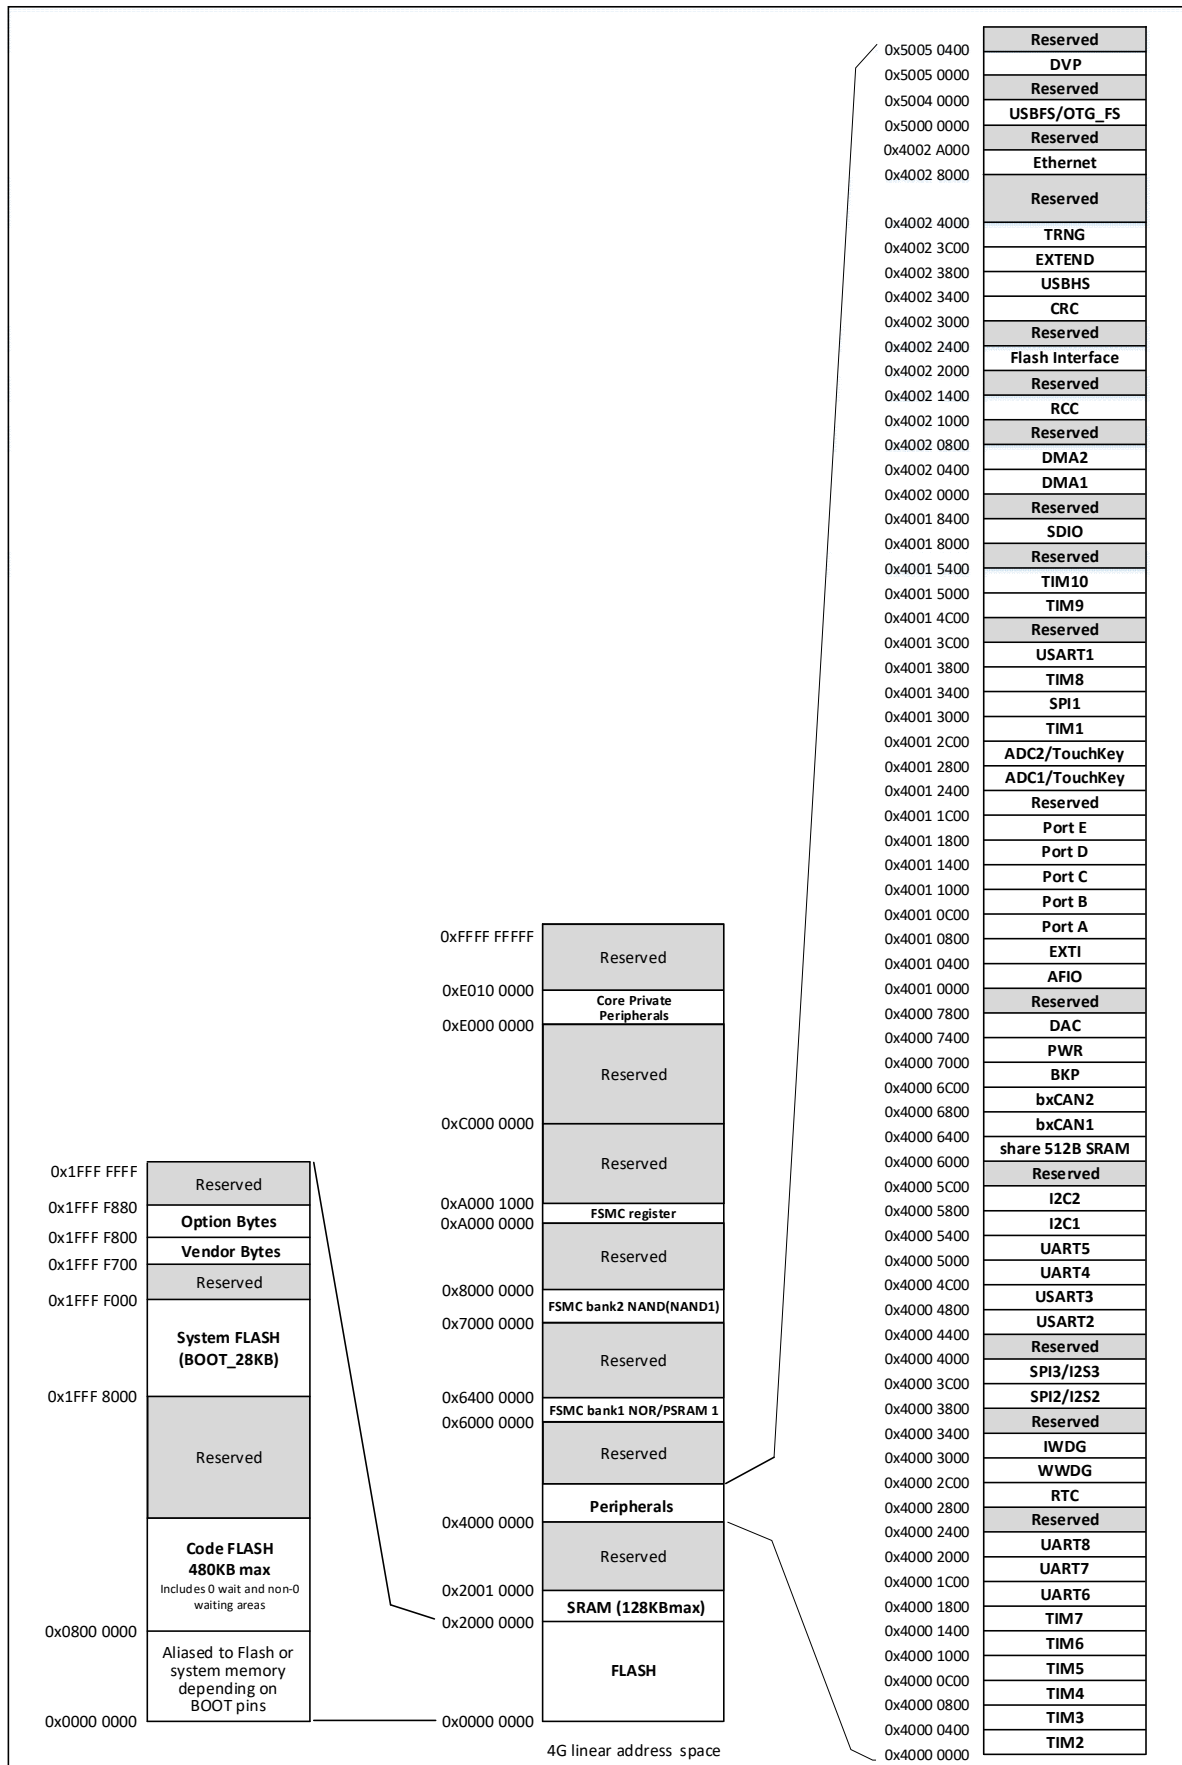 0x1FFF FFFF
Reserved
0x1FFF F880
Option Bytes
0x1FFF F800
Vendor Bytes
0x1FFF F700
Reserved
0x1FFF F000
System FLASH
(BOOT_28KB)
0x1FFF 8000
Reserved
Code FLASH
480KB max
Includes 0 wait and non-0
waiting areas
0x0800 0000
Aliased to Flash or
system memory
depending on
BOOT pins
0x0000 0000
0xFFFF FFFFF
Reserved
0xE010 0000
Core Private
Peripherals
0xE000 0000
Reserved
0xC000 0000
Reserved
0xA000 1000
FSMC register
0xA000 0000
Reserved
0x8000 0000
FSMC bank2 NAND(NAND1)
0x7000 0000
Reserved
0x6400 0000
FSMC bank1 NOR/PSRAM 1
0x6000 0000
Reserved
Peripherals
0x4000 0000
Reserved
0x2001 0000
SRAM (128KBmax)
0x2000 0000
FLASH
0x0000 0000
4G linear address space
Reserved
0x5005 0400
DVP
0x5005 0000
Reserved
0x5004 0000
USBFS/OTG_FS
0x5000 0000
Reserved
0x4002 A000
Ethernet
0x4002 8000
Reserved
0x4002 4000
TRNG
0x4002 3C00
EXTEND
0x4002 3800
USBHS
0x4002 3400
CRC
0x4002 3000
Reserved
0x4002 2400
Flash Interface
0x4002 2000
Reserved
0x4002 1400
RCC
0x4002 1000
Reserved
0x4002 0800
DMA2
0x4002 0400
DMA1
0x4002 0000
Reserved
0x4001 8400
SDIO
0x4001 8000
Reserved
0x4001 5400
TIM10
0x4001 5000
TIM9
0x4001 4C00
Reserved
0x4001 3C00
USART1
0x4001 3800
TIM8
0x4001 3400
SPI1
0x4001 3000
TIM1
0x4001 2C00
ADC2/TouchKey
0x4001 2800
ADC1/TouchKey
0x4001 2400
Reserved
0x4001 1C00
Port E
0x4001 1800
Port D
0x4001 1400
Port C
0x4001 1000
Port B
0x4001 0C00
Port A
0x4001 0800
EXTI
0x4001 0400
AFIO
0x4001 0000
Reserved
0x4000 7800
DAC
0x4000 7400
PWR
0x4000 7000
BKP
0x4000 6C00
bxCAN2
0x4000 6800
bxCAN1
0x4000 6400
share 512B SRAM
0x4000 6000
Reserved
0x4000 5C00
I2C2
0x4000 5800
I2C1
0x4000 5400
UART5
0x4000 5000
UART4
0x4000 4C00
USART3
0x4000 4800
USART2
0x4000 4400
Reserved
0x4000 4000
SPI3/I2S3
0x4000 3C00
SPI2/I2S2
0x4000 3800
Reserved
0x4000 3400
IWDG
0x4000 3000
WWDG
0x4000 2C00
RTC
0x4000 2800
Reserved
0x4000 2400
UART8
0x4000 2000
UART7
0x4000 1C00
UART6
0x4000 1800
TIM7
0x4000 1400
TIM6
0x4000 1000
TIM5
0x4000 0C00
TIM4
0x4000 0800
TIM3
0x4000 0400
TIM2
0x4000 0000